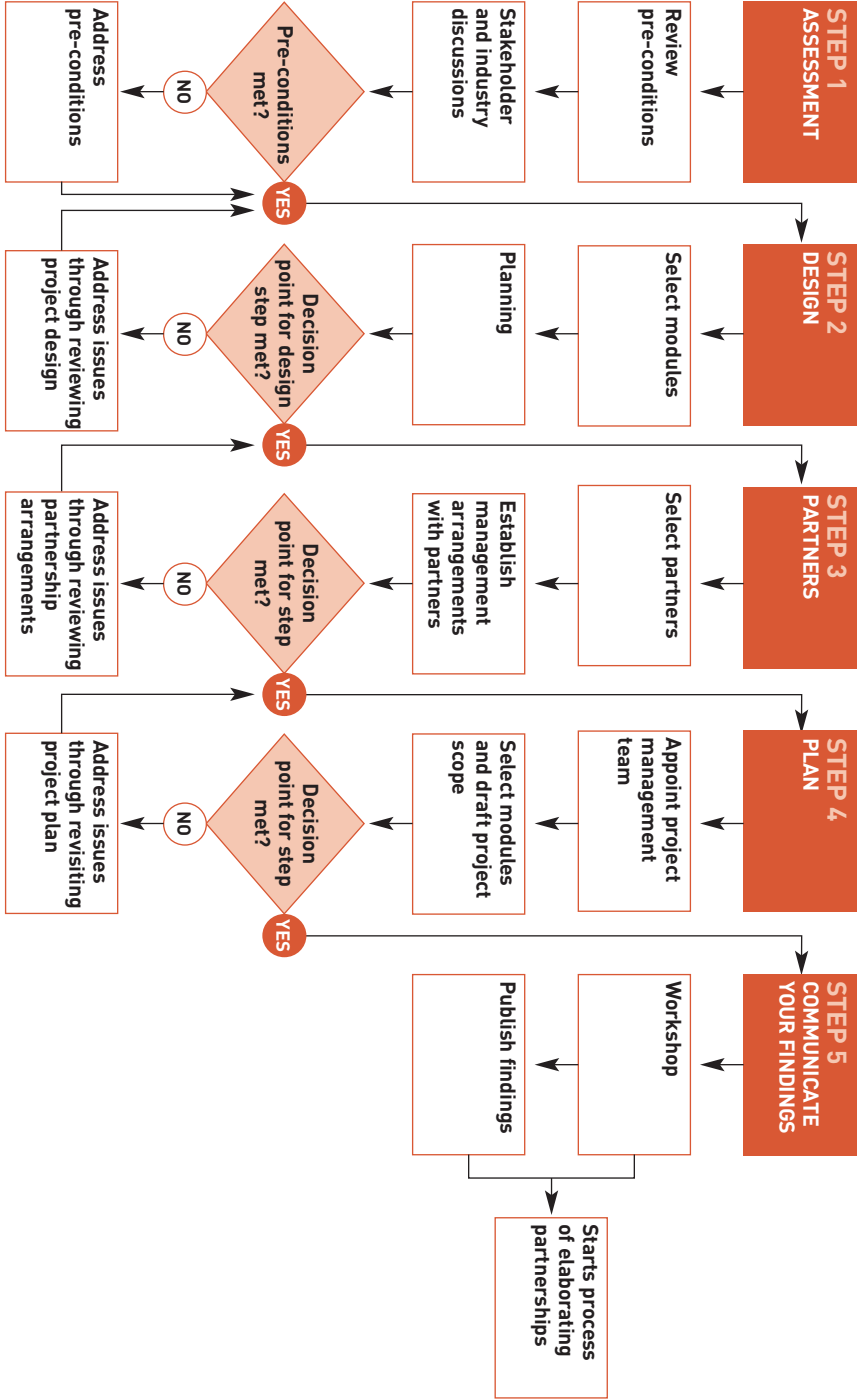 STEP 1
ASSESSMENT
Review
pre-conditions
Stakeholder
and industry
discussions
Pre-conditions
met?
NO
Address
pre-conditions
YES
STEP 2
DESIGN
Select modules
Planning
Decision
point for design
step met?
NO
Address issues
through reviewing
project design
YES
STEP 3
PARTNERS
Select partners
Establish
management
arrangements
with partners
Decision
point for step
met?
NO
Address issues
through reviewing
partnership
arrangements
YES
STEP 4
PLAN
Appoint project
management
team
Select modules
and draft project
scope
Decision
point for step
met?
NO
Address issues
through revisiting
project plan
YES
STEP 5
COMMUNICATE
YOUR FINDINGS
Workshop
Publish findings
Starts process
of elaborating
partnerships